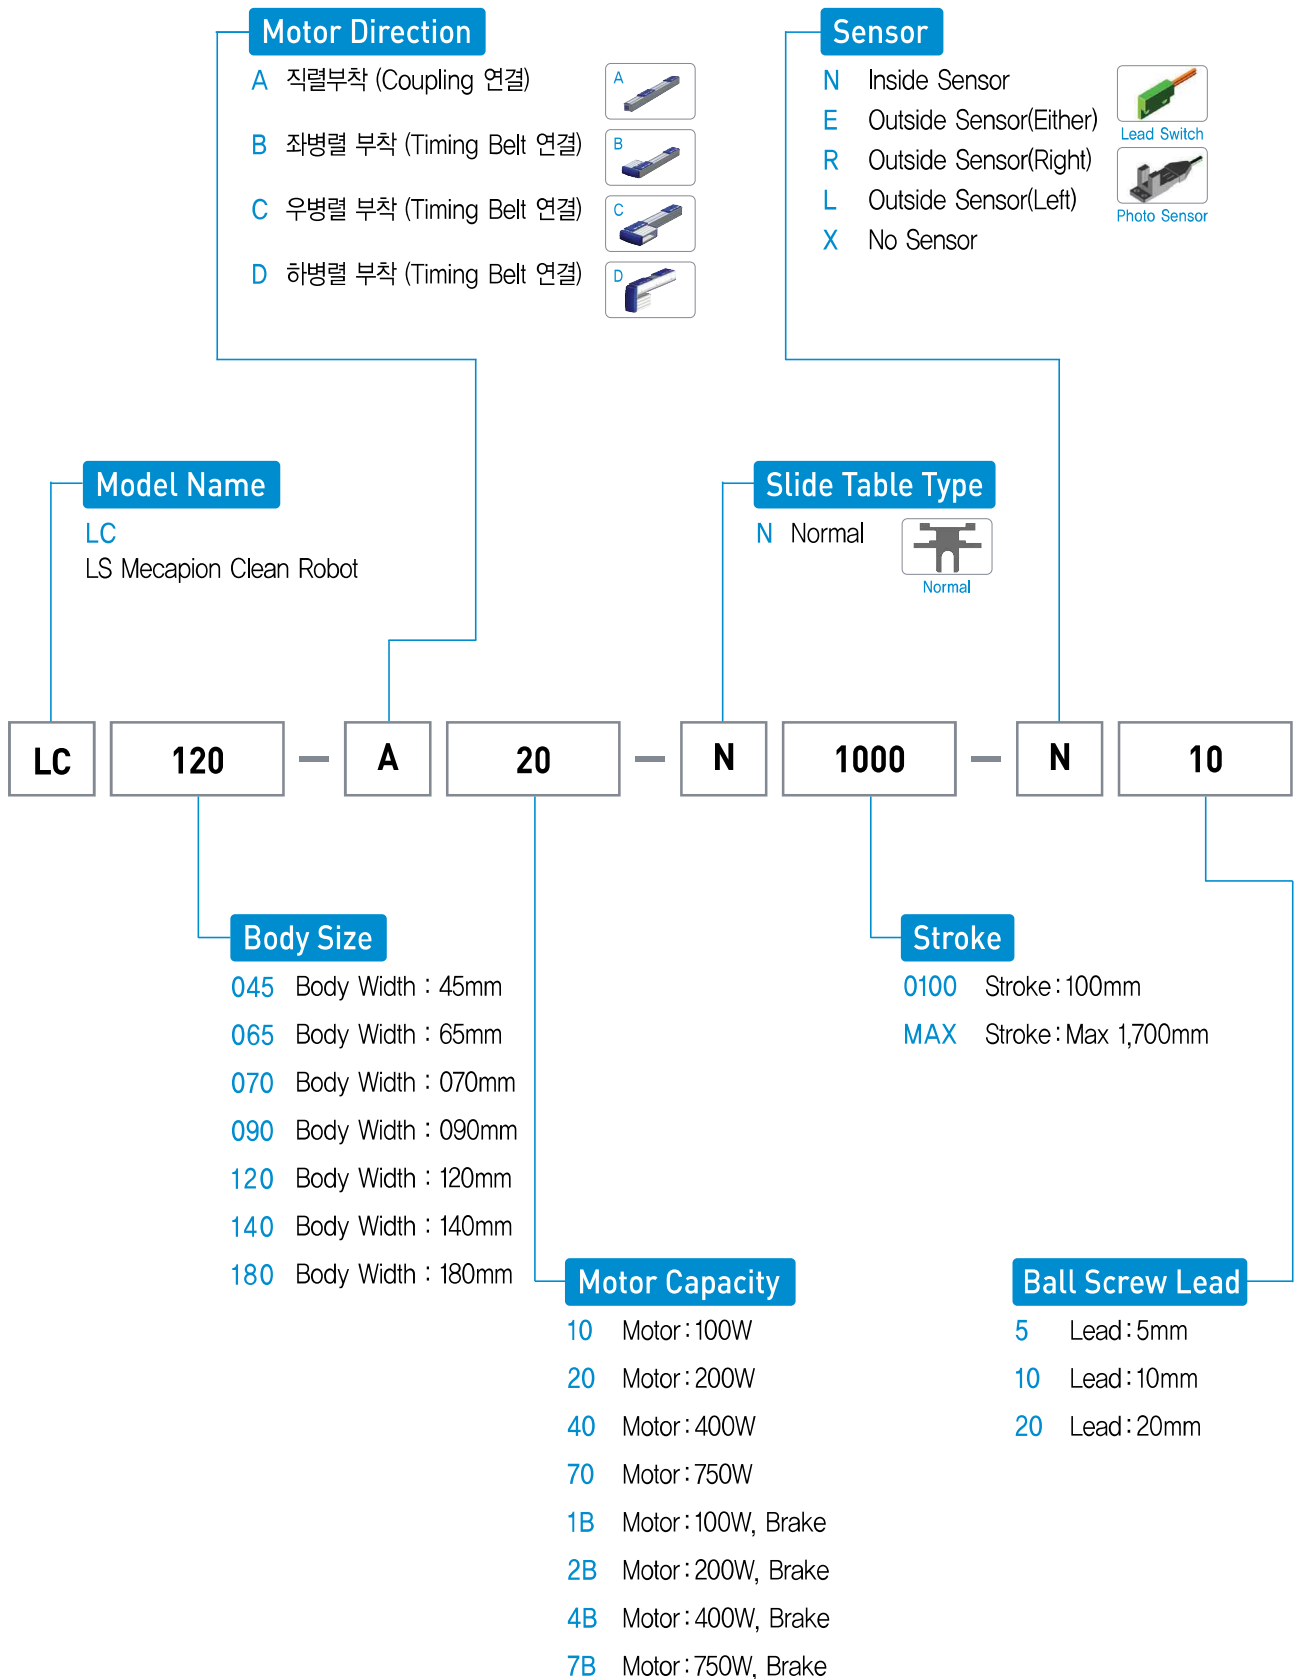 Motor Direction
A 직렬부착 (Coupling 연결)
A
B 좌병렬 부착 (Timing Belt 연결)
B
C 우병렬 부착 (Timing Belt 연결)
C
D 하병렬 부착 (Timing Belt 연결)
D
Sensor
N Inside Sensor
E Outside Sensor(Either)
R Outside Sensor(Right)
L Outside Sensor(Left)
X No Sensor
Lead Switch
Photo Sensor
Model Name
LC
LS Mecapion Clean Robot
Slide Table Type
N Normal
Normal
LC 120 – A 20 – N 1000 – N 10
Body Size
045 Body Width : 45mm
065 Body Width : 65mm
070 Body Width : 070mm
090 Body Width : 090mm
120 Body Width : 120mm
140 Body Width : 140mm
180 Body Width : 180mm
Stroke
0100 Stroke : 100mm
MAX Stroke : Max 1,700mm
Motor Capacity
10 Motor : 100W
20 Motor : 200W
40 Motor : 400W
70 Motor : 750W
1B Motor : 100W, Brake
2B Motor : 200W, Brake
4B Motor : 400W, Brake
7B Motor : 750W, Brake
Ball Screw Lead
5 Lead : 5mm
10 Lead : 10mm
20 Lead : 20mm